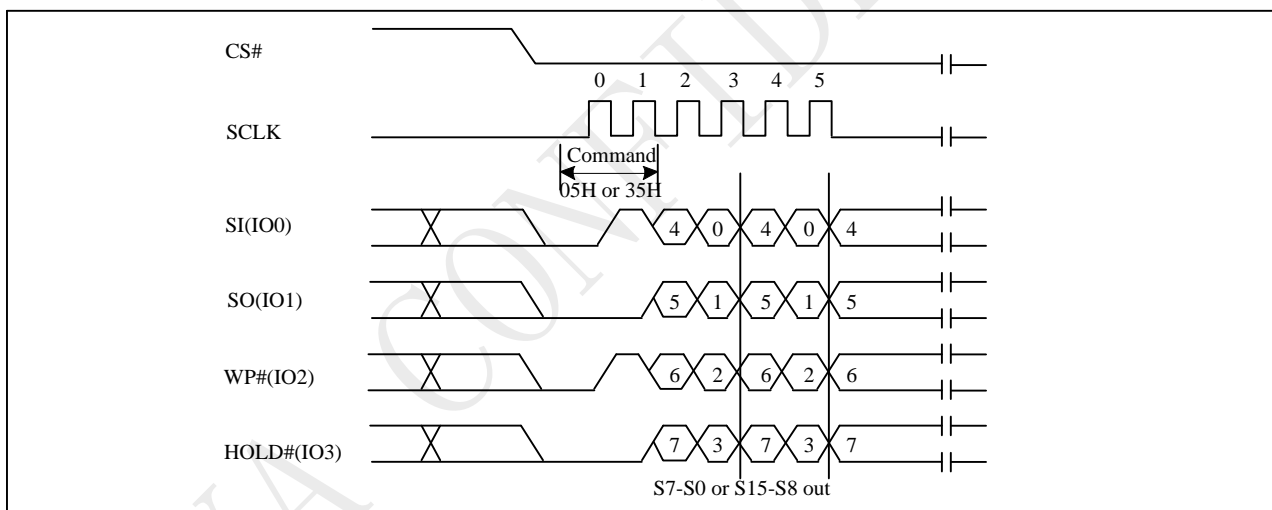 CS#
0 1 2 3 4 5
SCLK
Command
05H or 35H
SI(IO0)
4 0 4 0 4
SO(IO1)
5 1 5 1 5
WP#(IO2)
6 2 6 2 6
HOLD#(IO3)
7 3 7 3 7
S7-S0 or S15-S8 out